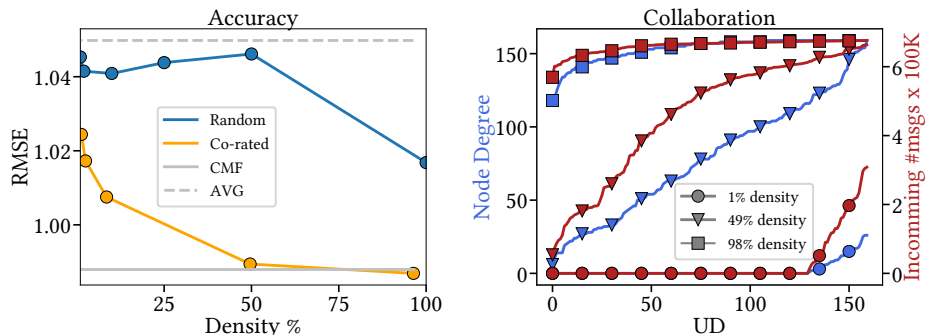 Accuracy
RMSE
1.04
1.02
1.00
Random
Co-rated
CMF
AVG
25
50
75
100
Density %
Collaboration
Node Degree
150
100
50
0
1% density
49% density
98% density
6
4
2
0
Incomming #msgs x 100K
0
50
100
150
UD